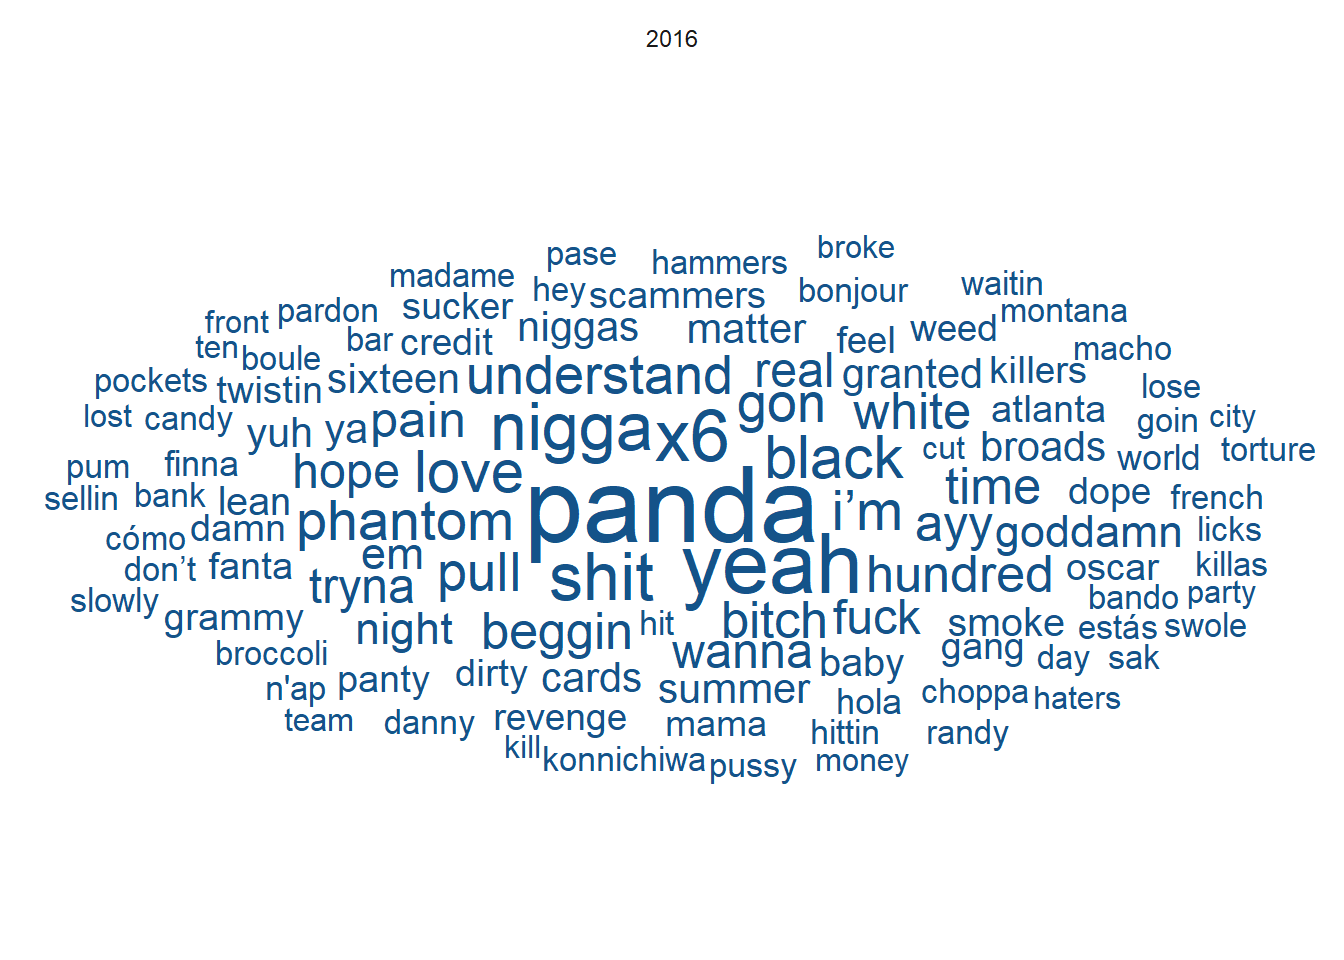 2016
broke
pase hammers
madame hey scammers bonjour waitin
front pardon sucker niggas matter feel weed montana
ten boule bar credit real killers macho
pockets twistin sixteen understand granted lose
lost candy yuh ya pain nigga x6 gon white atlanta goin city
pum finna hope love black cut broads world torture
sellin bank lean panda time dope french
cómo damn phantom i’m ayy goddamn licks
don’t fanta em pull shit yeah hundred oscar killas
slowly tryna bando party
grammy night beggin hit bitch fuck smoke estás swole
broccoli wanna baby gang day sak
n'ap panty dirty cards summer hola choppa haters
team danny revenge mama hittin randy
kill konnichiwa pussy money